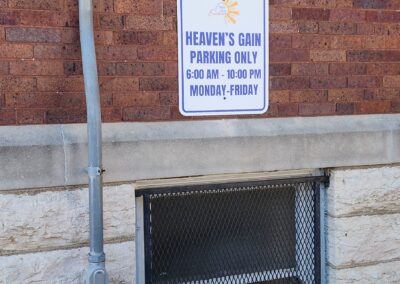 HEAVEN'S GAIN
PARKING ONLY
6:00 AM - 10:00 PM
MONDAY-FRIDAY